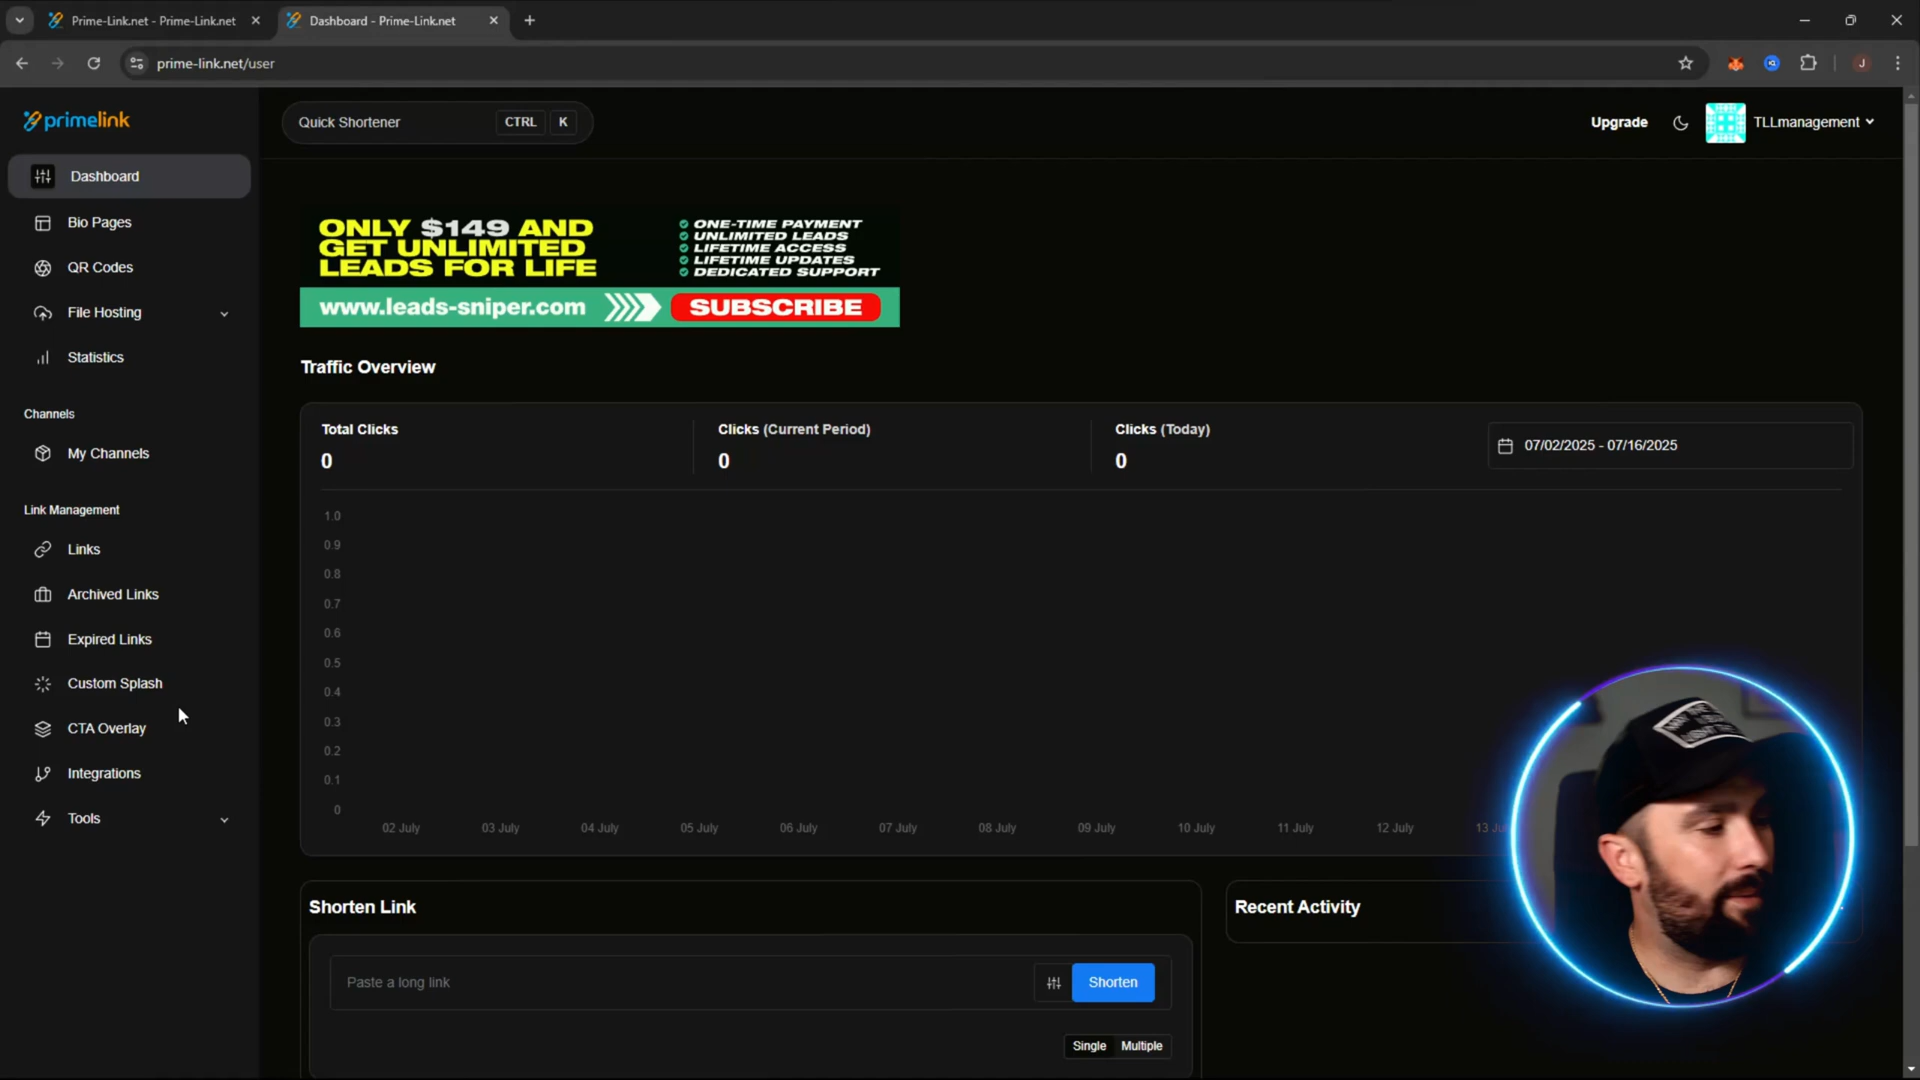 Prime-Link.net - Prime-Link.net
Dashboard - Prime-Link.net
prime-link.net/user
J
primelink
Quick Shortener
CTRL
K
Upgrade
TLLmanagement
Dashboard
Bio Pages
QR Codes
File Hosting
Statistics
Channels
My Channels
Link Management
Links
Archived Links
Expired Links
Custom Splash
CTA Overlay
Integrations
Tools
ONLY $149 AND
GET UNLIMITED
LEADS FOR LIFE
ONE-TIME PAYMENT
UNLIMITED LEADS
LIFETIME ACCESS
LIFETIME UPDATES
DEDICATED SUPPORT
www.leads-sniper.com
SUBSCRIBE
Traffic Overview
Total Clicks
0
Clicks (Current Period)
0
Clicks (Today)
0
07/02/2025 - 07/16/2025
1.0
0.9
0.8
0.7
0.6
0.5
0.4
0.3
0.2
0.1
0
02 July
03 July
04 July
05 July
06 July
07 July
08 July
09 July
10 July
11 July
12 July
13
Shorten Link
Paste a long link
Shorten
Single
Multiple
Recent Activity